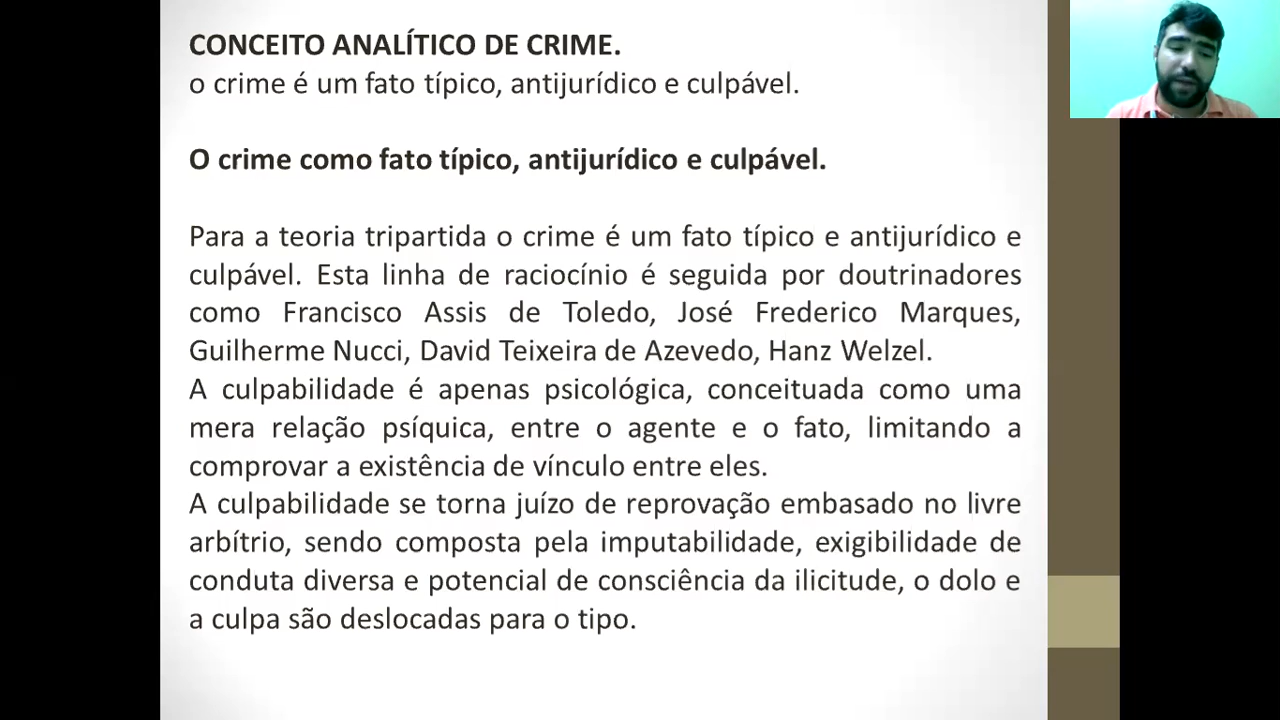 CONCEITO ANALÍTICO DE CRIME.
o crime é um fato típico, antijurídico e culpável.
O crime como fato típico, antijurídico e culpável.
Para a teoria tripartida o crime é um fato típico e antijurídico e
culpável. Esta linha de raciocínio é seguida por doutrinadores
como Francisco Assis de Toledo, José Frederico Marques,
Guilherme Nucci, David Teixeira de Azevedo, Hanz Welzel.
A culpabilidade é apenas psicológica, conceituada como uma
mera relação psíquica, entre o agente e o fato, limitando a
comprovar a existência de vínculo entre eles.
A culpabilidade se torna juízo de reprovação embasado no livre
arbítrio, sendo composta pela imputabilidade, exigibilidade de
conduta diversa e potencial de consciência da ilicitude, o dolo e
a culpa são deslocadas para o tipo.